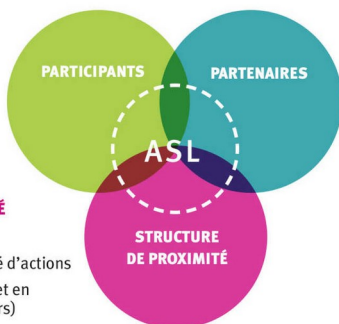 PARTICIPANTS
PARTENAIRES
ASL
É
STRUCTURE
DE PROXIMITÉ
é d'actions
et en
rs)